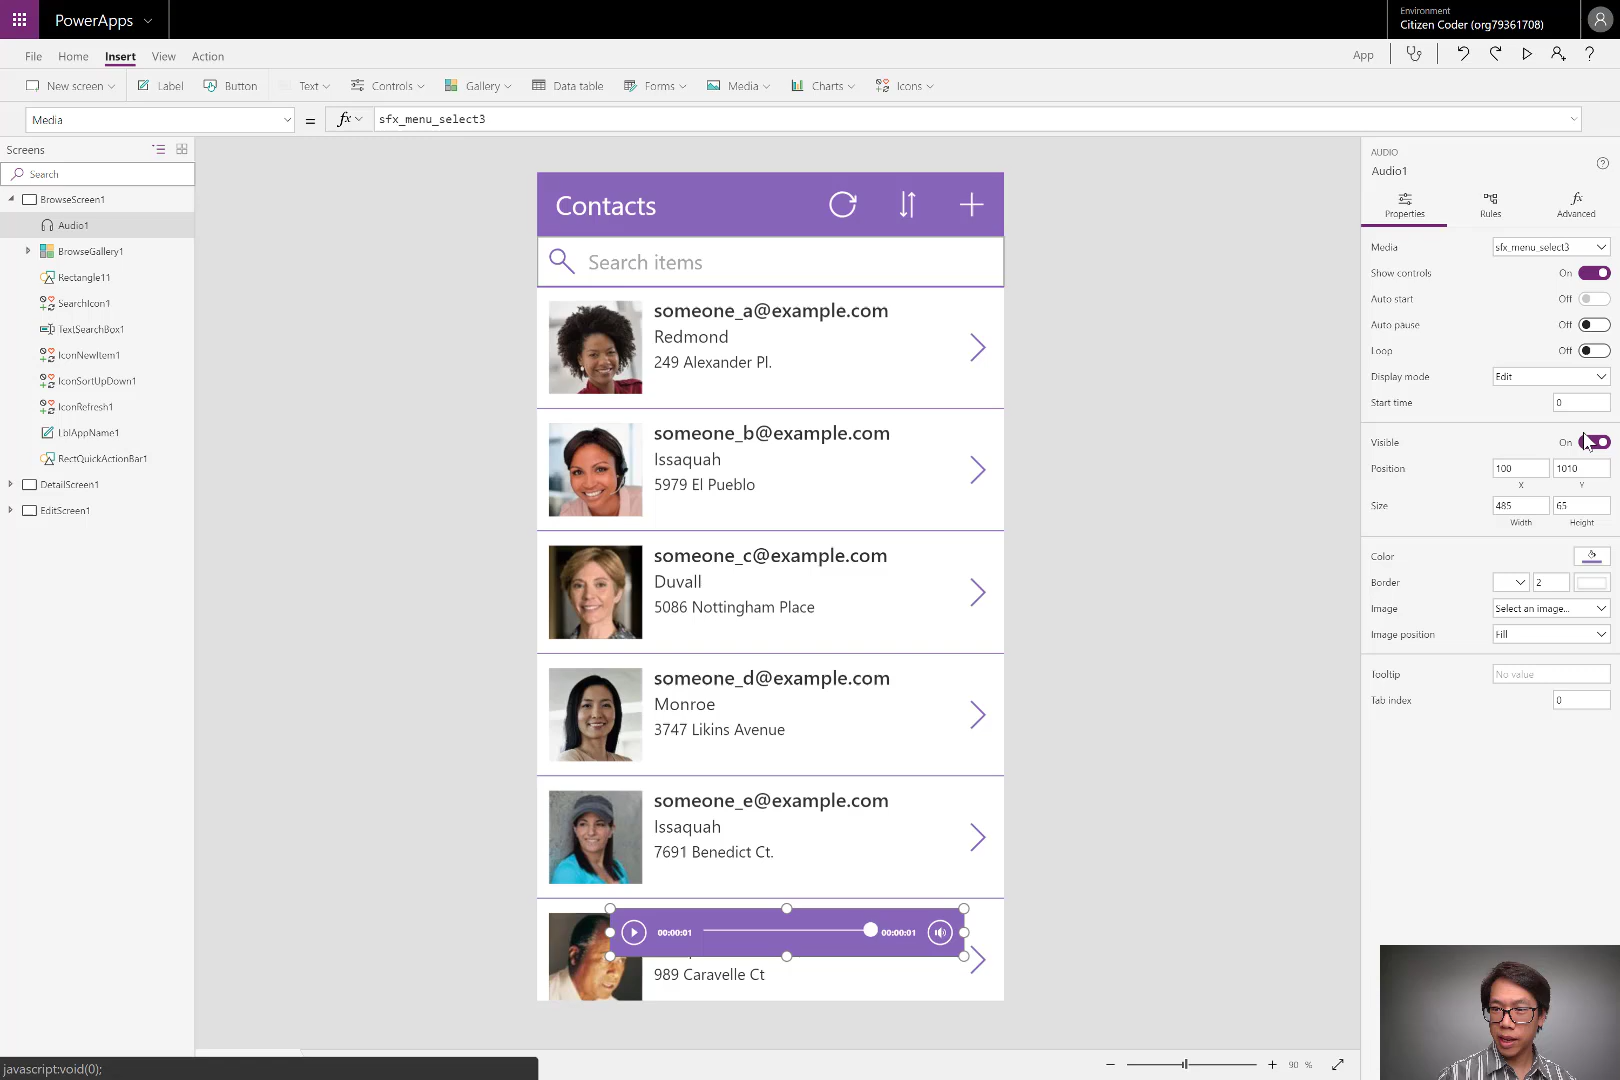 PowerApps
Environment
Citizen Coder (org79361708)
File Home Insert View Action
App
New screen Label Button Text Controls Gallery Data table Forms Media Charts Icons
Media = fx sfx_menu_select3
Screens
Search
BrowseScreen1
Audio1
BrowseGallery1
Rectangle11
SearchIcon1
TextSearchBox1
IconNewItem1
IconSortUpDown1
IconRefresh1
LblAppName1
RectQuickActionBar1
DetailScreen1
EditScreen1
Contacts
Search items
someone_a@example.com
Redmond
249 Alexander Pl.
someone_b@example.com
Issaquah
5979 El Pueblo
someone_c@example.com
Duvall
5086 Nottingham Place
someone_d@example.com
Monroe
3747 Likins Avenue
someone_e@example.com
Issaquah
7691 Benedict Ct.
00:00:01 00:00:01
989 Caravelle Ct
AUDIO
Audio1
Properties Rules Advanced
Media sfx_menu_select3
Show controls On
Auto start Off
Auto pause Off
Loop Off
Display mode Edit
Start time 0
Visible On
Position 100 1010
X Y
Size 485 65
Width Height
Color
Border 2
Image Select an image...
Image position Fill
Tooltip No value
Tab index 0
javascript:void(0);
90 %